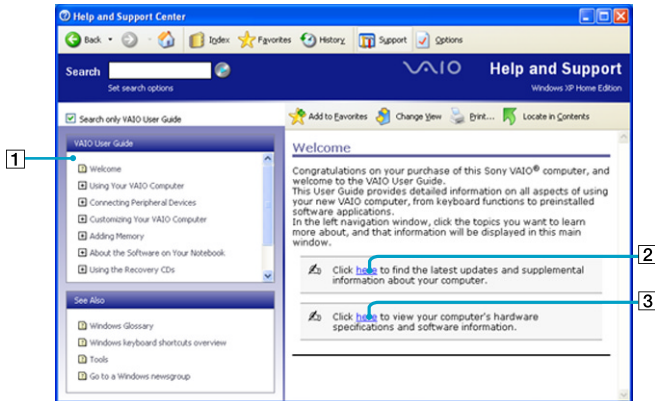 Help and Support Center
Back Index Favorites History Support Options
Search
Set search options
VAIO Help and Support
Windows XP Home Edition
Search only VAIO User Guide
Add to Favorites Change View Print... Locate in Contents
1
VAIO User Guide
Welcome
Using Your VAIO Computer
Connecting Peripheral Devices
Customizing Your VAIO Computer
Adding Memory
About the Software on Your Notebook
Using the Recovery CDs
See Also
Windows Glossary
Windows keyboard shortcuts overview
Tools
Go to a Windows newsgroup
Welcome
Congratulations on your purchase of this Sony VAIO® computer, and
welcome to the VAIO User Guide.
This User Guide provides detailed information on all aspects of using
your new VAIO computer, from keyboard functions to preinstalled
software applications.
In the left navigation window, click the topics you want to learn
more about, and that information will be displayed in this main
window.
2
Click here to find the latest updates and supplemental
information about your computer.
3
Click here to view your computer's hardware
specifications and software information.